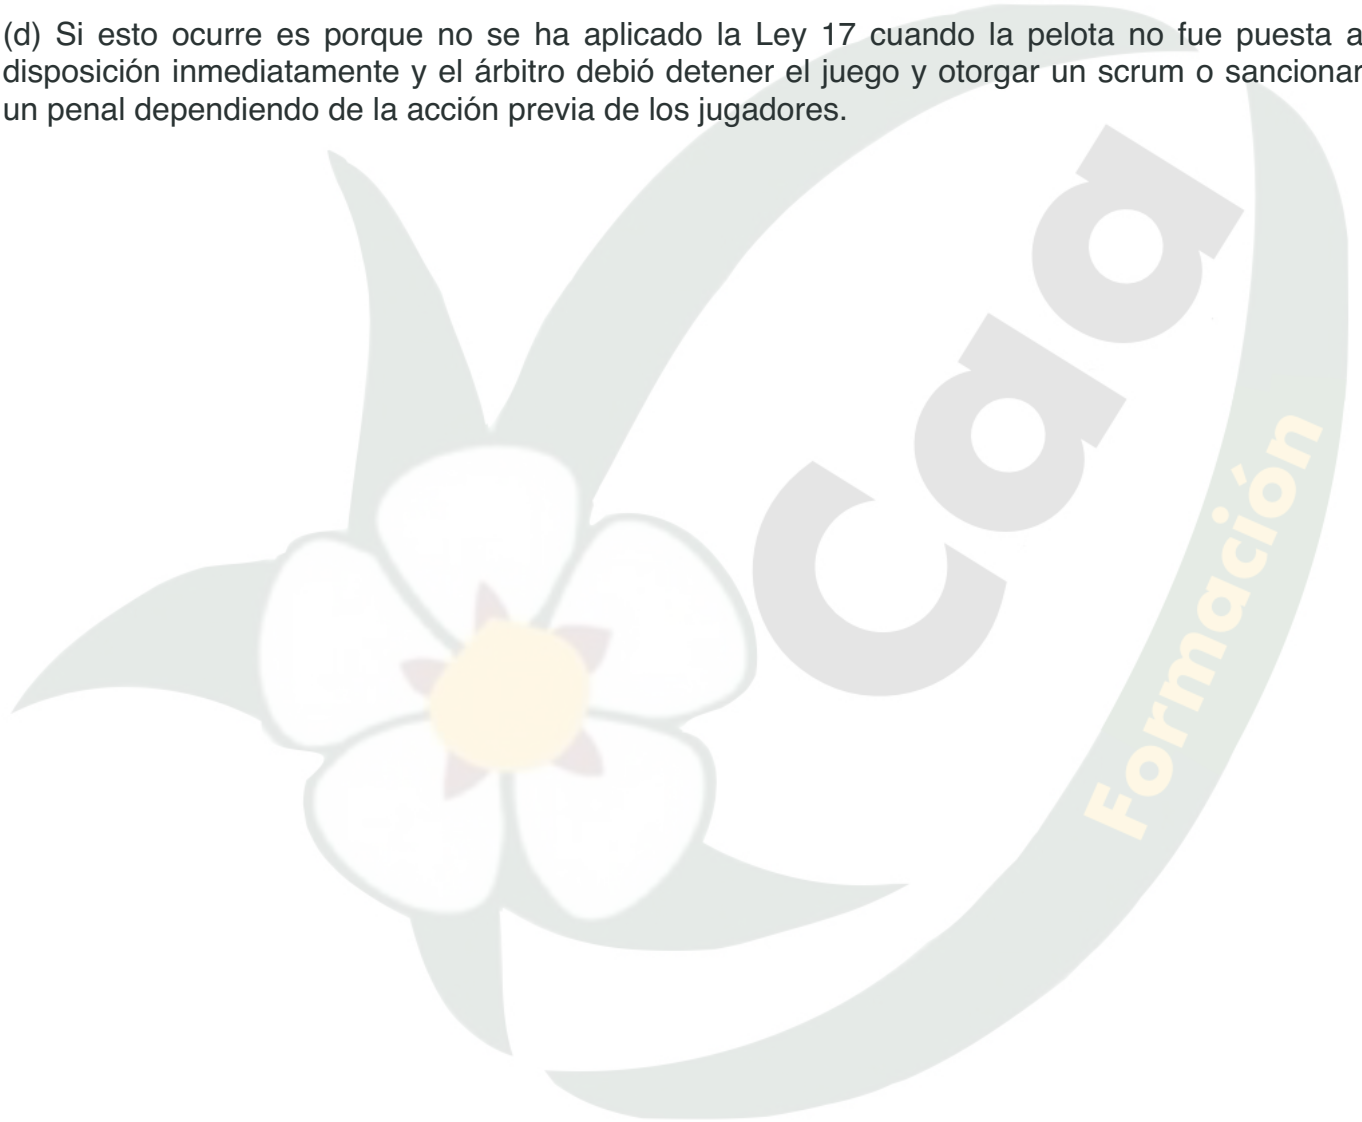 (d) Si esto ocurre es porque no se ha aplicado la Ley 17 cuando la pelota no fue puesta a
disposición inmediatamente y el árbitro debió detener el juego y otorgar un scrum o sancionar
un penal dependiendo de la acción previa de los jugadores.
Caa
Formación